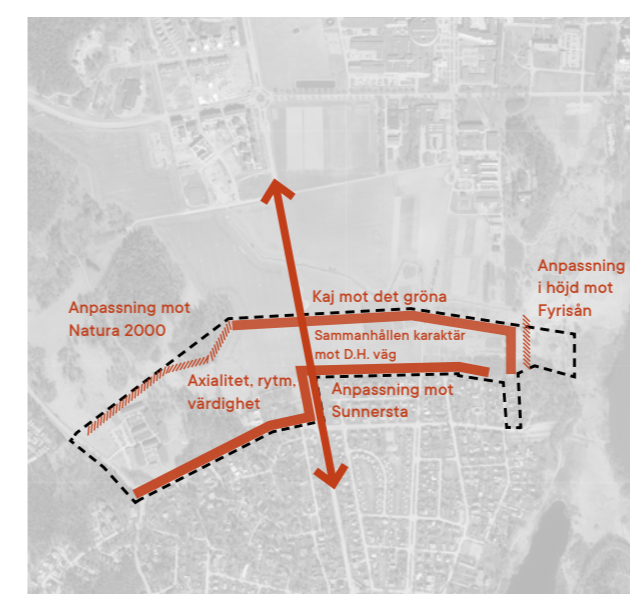 Anpassning
i höjd mot
Fyrisån
Kaj mot det gröna
Anpassning mot
Natura 2000
Sammanhållen karaktär
mot D.H. väg
Axialitet, rytm,
värdighet
Anpassning mot
Sunnersta